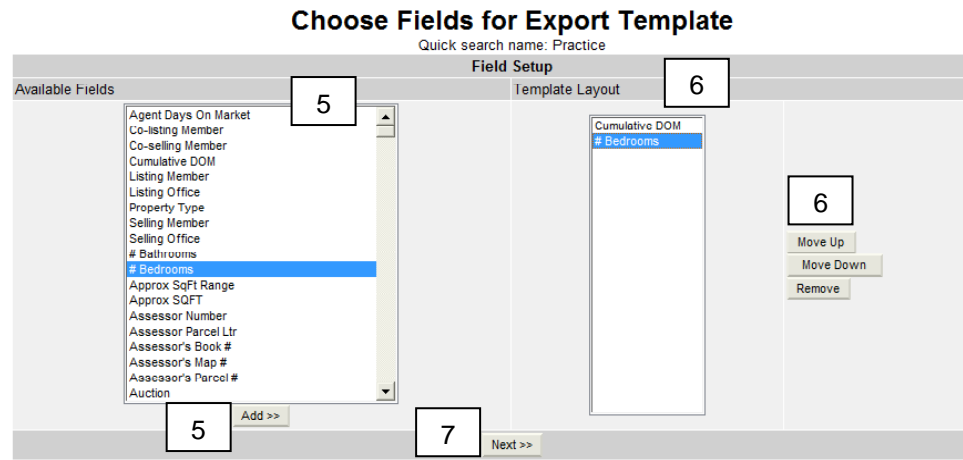 Choose Fields for Export Template
Quick search name: Practice
Field Setup
Available Fields
5
Template Layout
6
Agent Days On Market
Co-listing Member
Co-selling Member
Cumulative DOM
Listing Member
Listing Office
Property Type
Selling Member
Selling Office
# Bathrooms
# Bedrooms
Approx SqFt Range
Approx SQFT
Assessor Number
Assessor Parcel Ltr
Assessor's Book #
Assessor's Map #
Assessor's Parcel #
Auction
Cumulative DOM
# Bedrooms
6
Move Up
Move Down
Remove
5
Add >>
7
Next >>